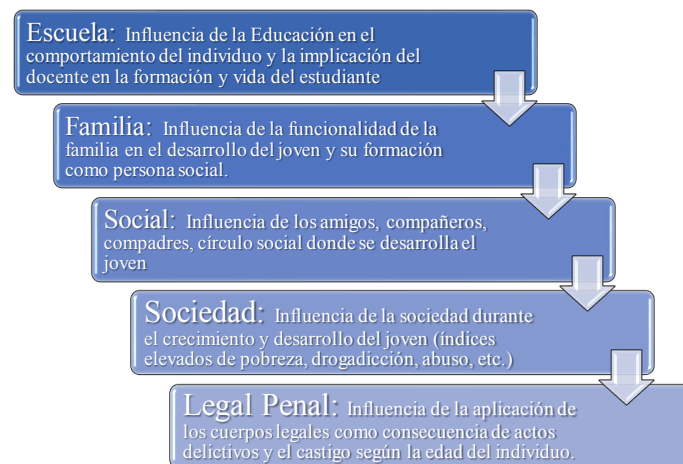 Escuela: Influencia de la Educación en el
comportamiento del individuo y la implicación del
docente en la formación y vida del estudiante
Familia: Influencia de la funcionalidad de la
familia en el desarrollo del joven y su formación
como persona social.
Social: Influencia de los amigos, compañeros,
compadres, círculo social donde se desarrolla el
joven
Sociedad: Influencia de la sociedad durante
el crecimiento y desarrollo del joven (índices
elevados de pobreza, drogadicción, abuso, etc.)
Legal Penal: Influencia de la aplicación de
los cuerpos legales como consecuencia de actos
delictivos y el castigo según la edad del individuo.